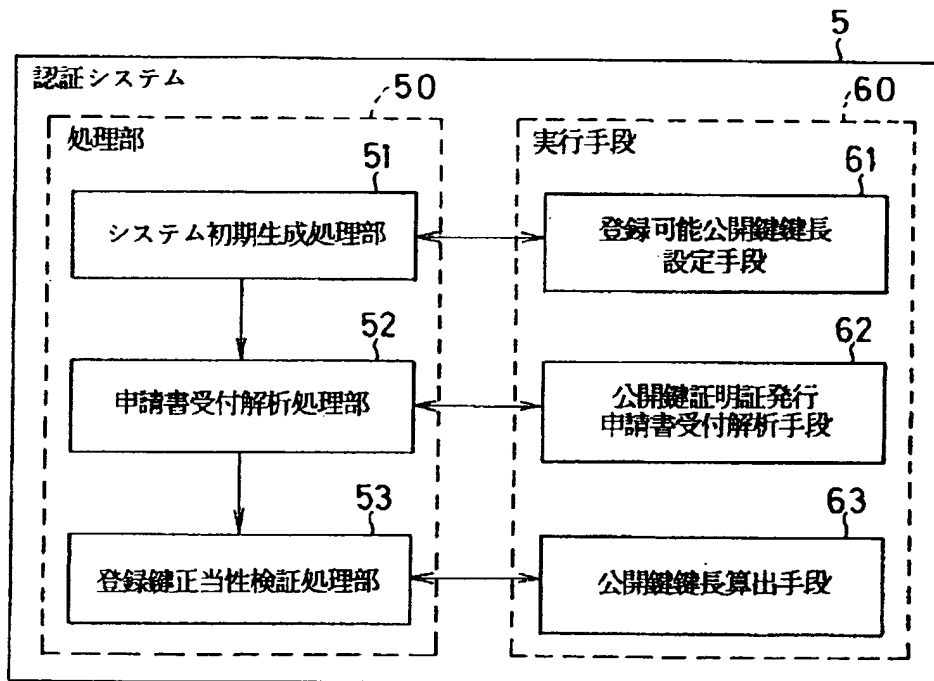 5
認証システム
50
60
処理部
実行手段
51
システム初期生成処理部
61
登録可能公開鍵鍵長
設定手段
52
申請書受付解析処理部
62
公開鍵証明証発行
申請書受付解析手段
53
登録鍵正当性検証処理部
63
公開鍵鍵長算出手段